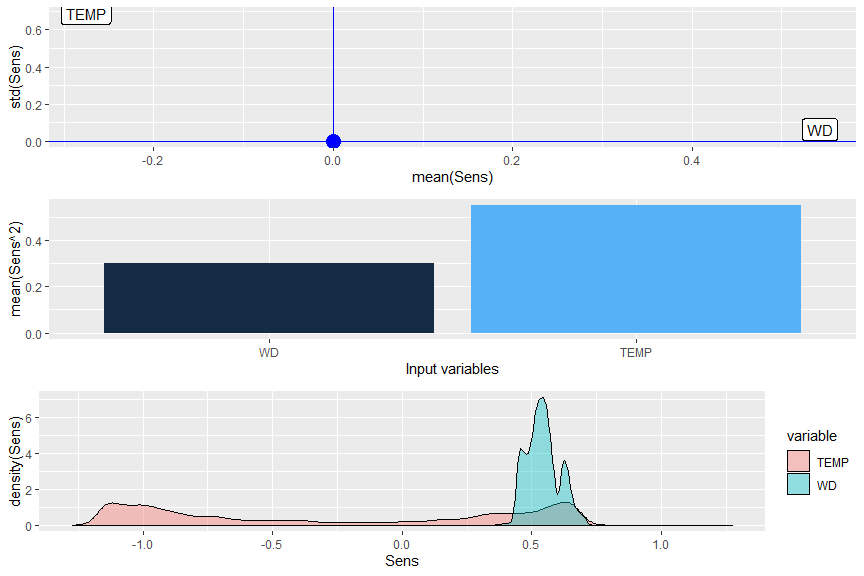 TEMP
std(Sens)
0.6
0.4
0.2
0.0
WD
-0.2 0.0 0.2 0.4
mean(Sens)
mean(Sens^2)
0.4
0.2
0.0
WD TEMP
Input variables
density(Sens)
6
4
2
0
-1.0 -0.5 0.0 0.5 1.0
Sens
variable
TEMP
WD